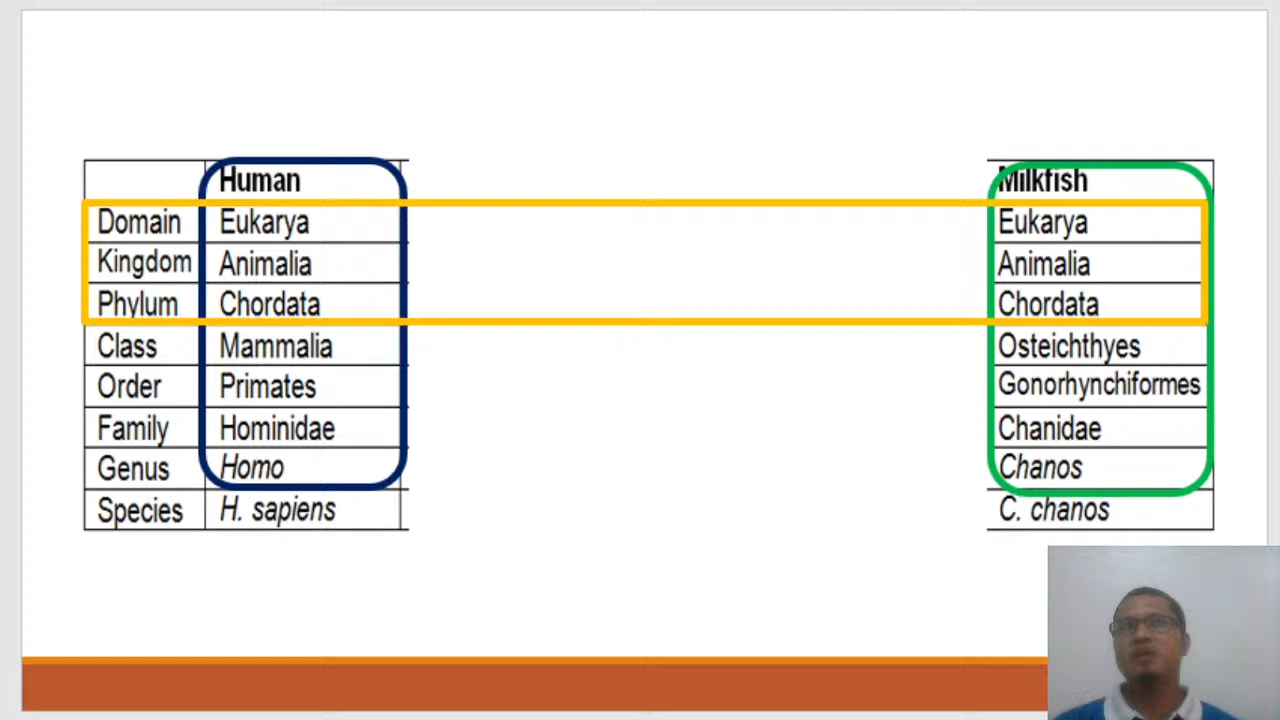 Human Milkfish
Domain Eukarya Eukarya
Kingdom Animalia Animalia
Phylum Chordata Chordata
Class Mammalia Osteichthyes
Order Primates Gonorhynchiformes
Family Hominidae Chanidae
Genus Homo Chanos
Species H. sapiens C. chanos